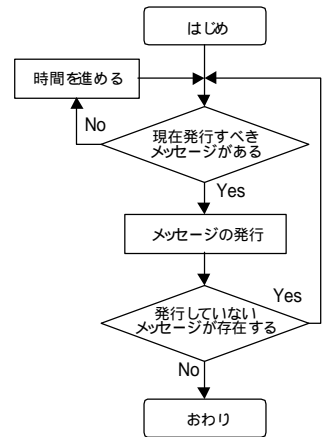 はじめ
時間を進める
No
現在発行すべき
メッセージがある
Yes
メッセージの発行
発行していない
メッセージが存在する
Yes
No
おわり